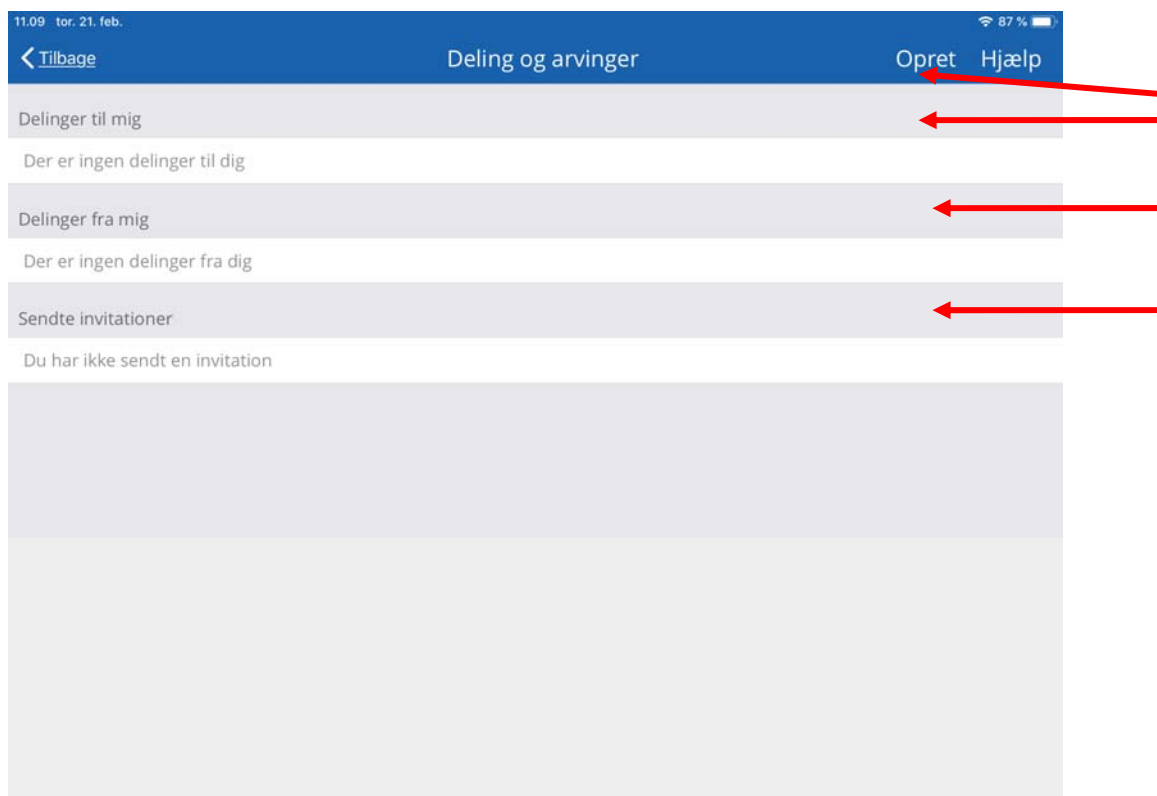 11.09 tor. 21. feb. 87 %
Tilbage Deling og arvinger Opret Hjælp
Delinger til mig
Der er ingen delinger til dig
Delinger fra mig
Der er ingen delinger fra dig
Sendte invitationer
Du har ikke sendt en invitation